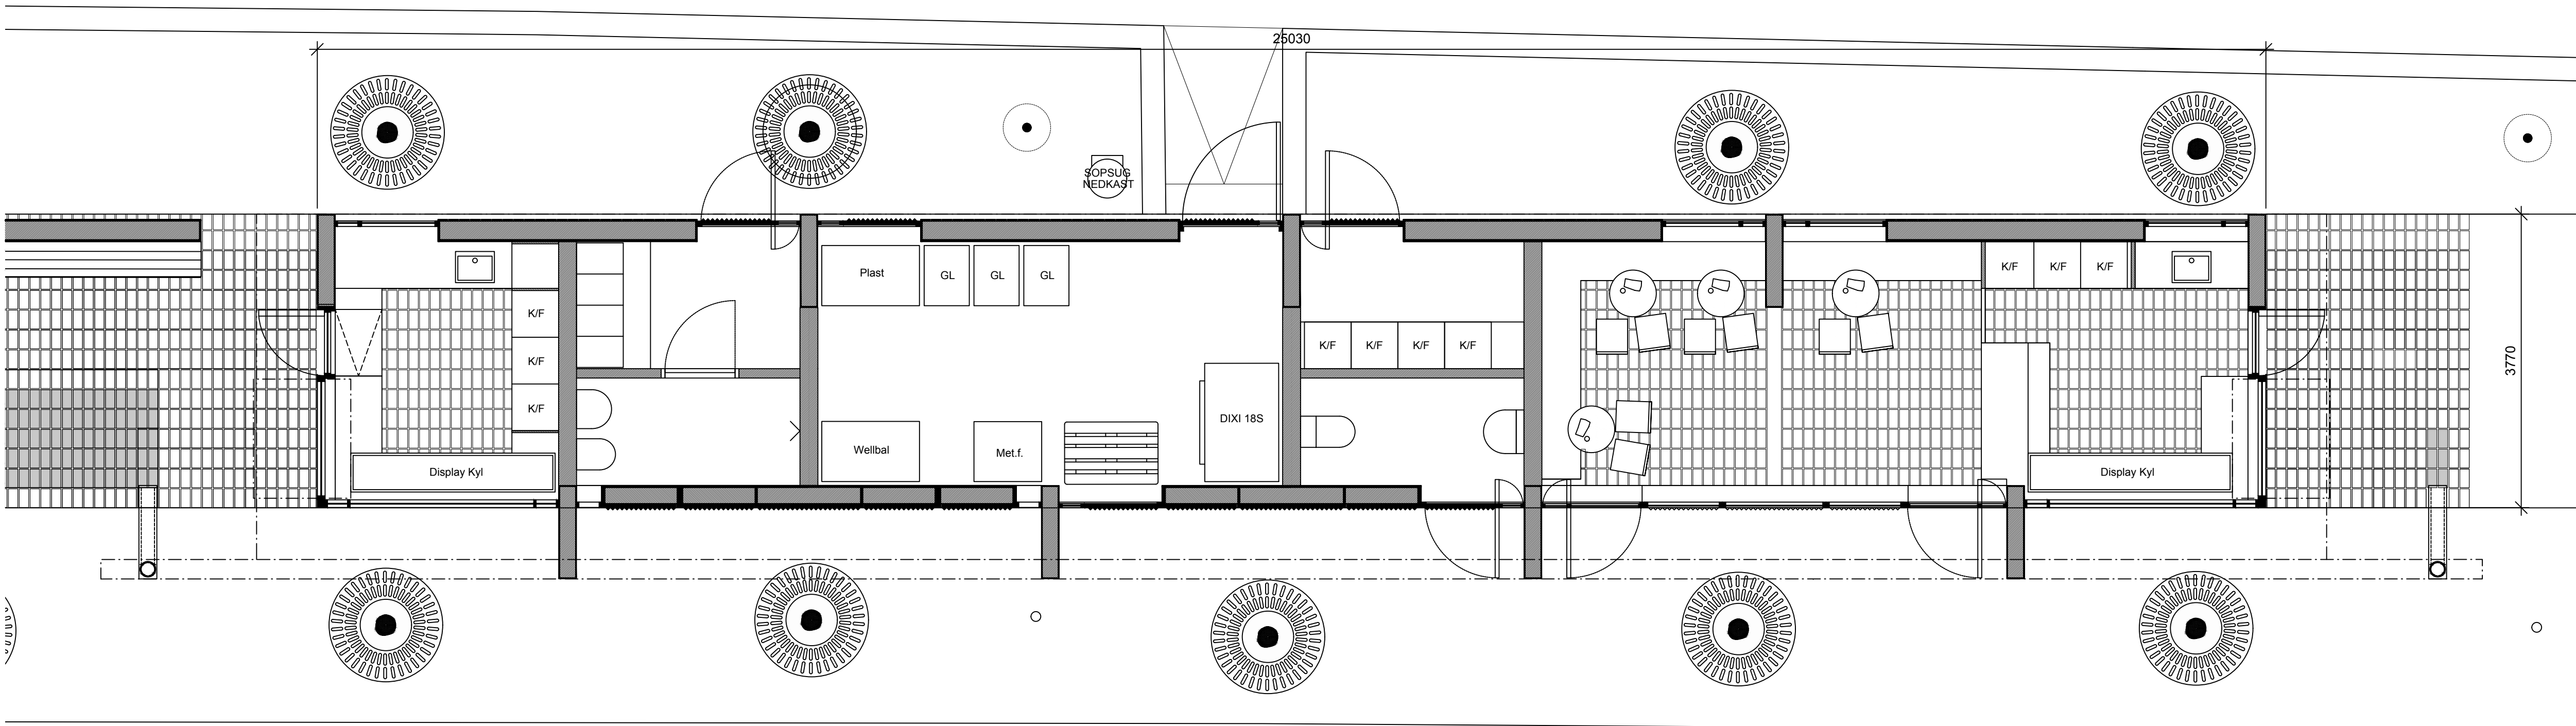 25030
SOPSUG
NEDKAST
Plast
GL
GL
GL
K/F
K/F
K/F
K/F
K/F
K/F
K/F
K/F
K/F
K/F
3770
DIXI 18S
Wellbal
Met.f.
Display Kyl
Display Kyl